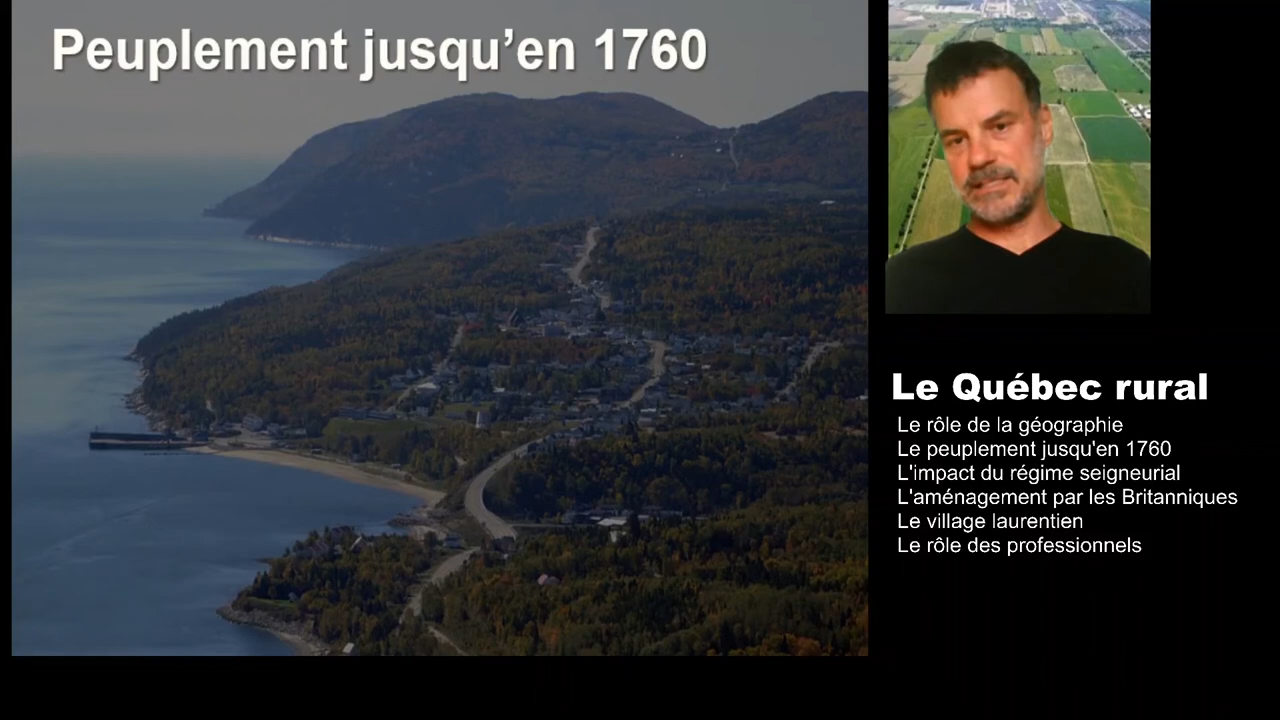 Peuplement jusqu’en 1760
Le Québec rural
Le rôle de la géographie
Le peuplement jusqu'en 1760
L'impact du régime seigneurial
L'aménagement par les Britanniques
Le village laurentien
Le rôle des professionnels